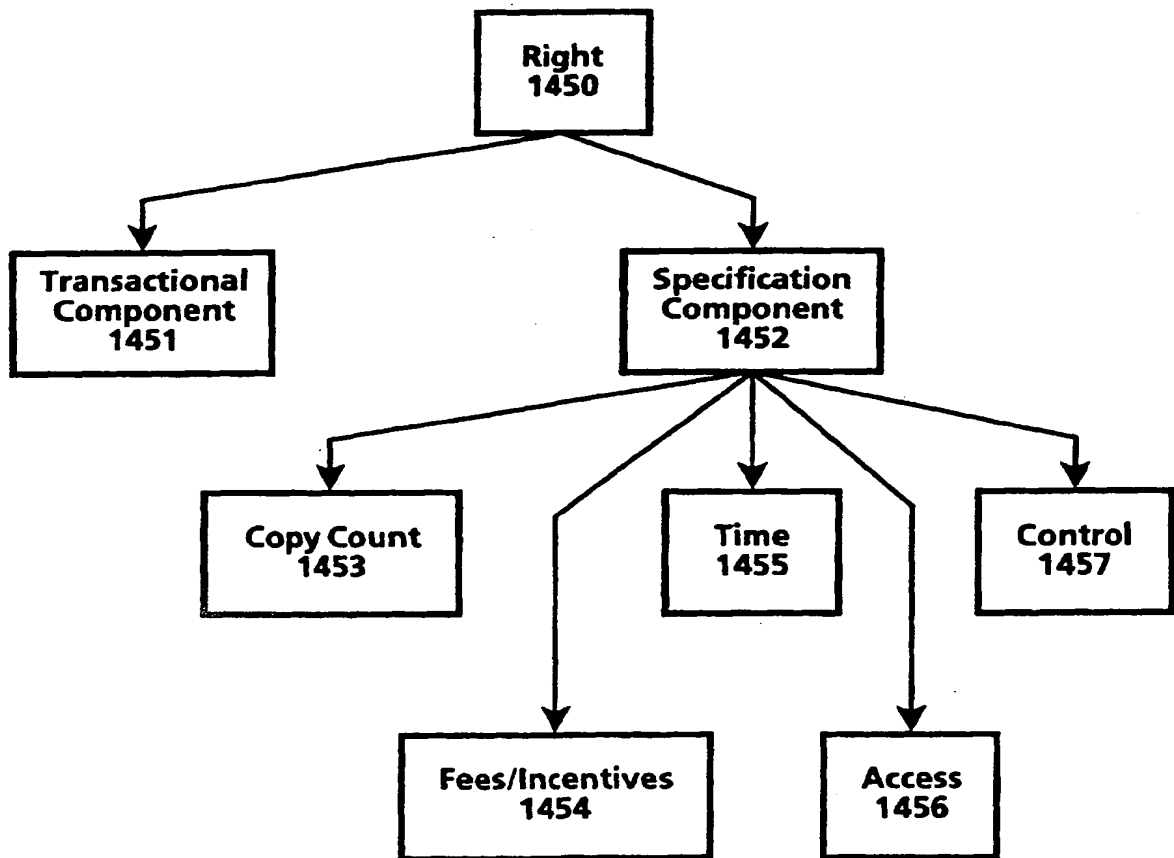 Right
1450
Transactional
Component
1451
Specification
Component
1452
Copy Count
1453
Time
1455
Control
1457
Fees/Incentives
1454
Access
1456